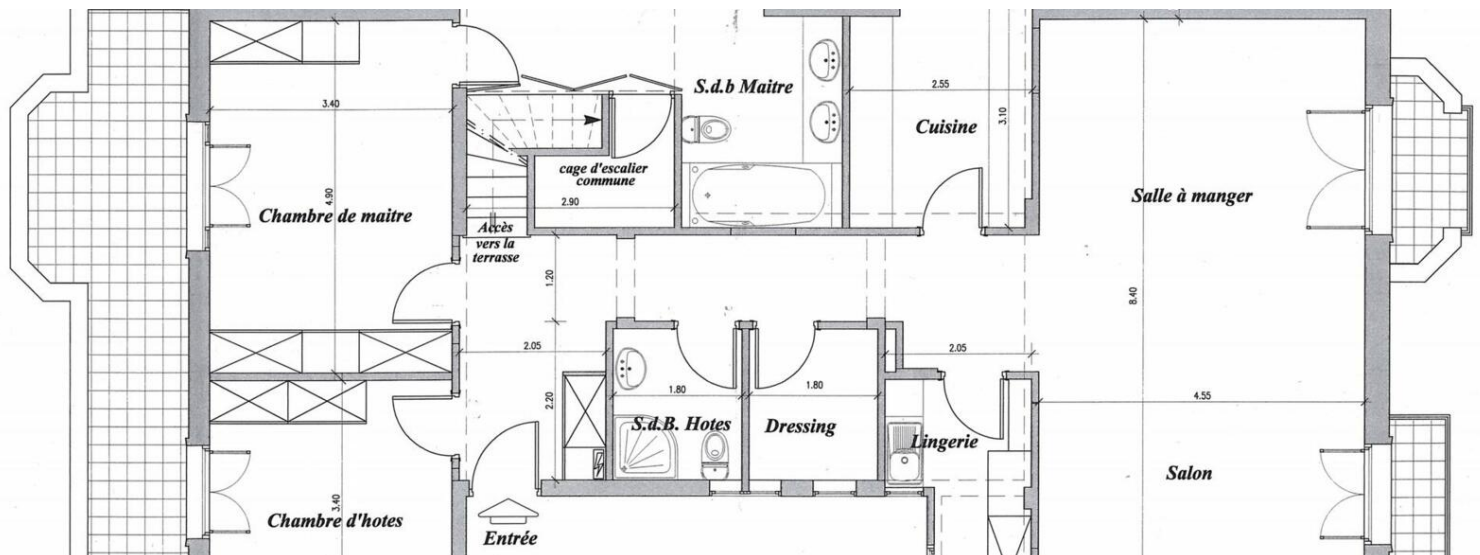 S.d.b Maitre
2.55
3.40
3.10
Cuisine
cage d'escalier
commune
Salle à manger
4.90
2.90
Chambre de maitre
Accès
vers la
terrasse
1.20
8.40
2.05
2.05
1.80
1.80
4.55
2.20
S.d.B. Hotes
Dressing
Lingerie
Salon
3.40
Chambre d'hotes
Entrée